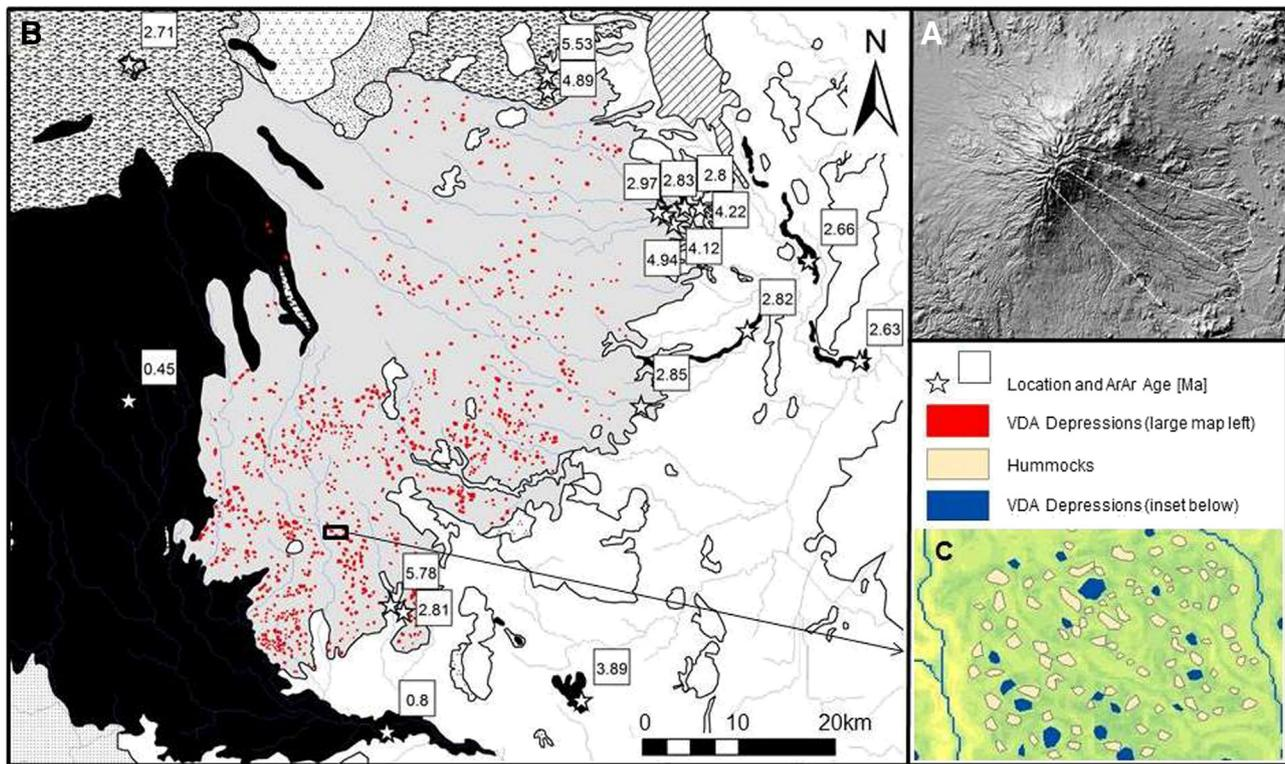 B
2.71
5.53
4.89
N
2.97
2.83
2.8
4.22
2.66
4.12
4.94
2.82
2.63
0.45
2.85
5.78
2.81
3.89
0.8
0 10 20km
A
Location and ArAr Age [Ma]
VDA Depressions (large map left)
Hummocks
VDA Depressions (inset below)
C